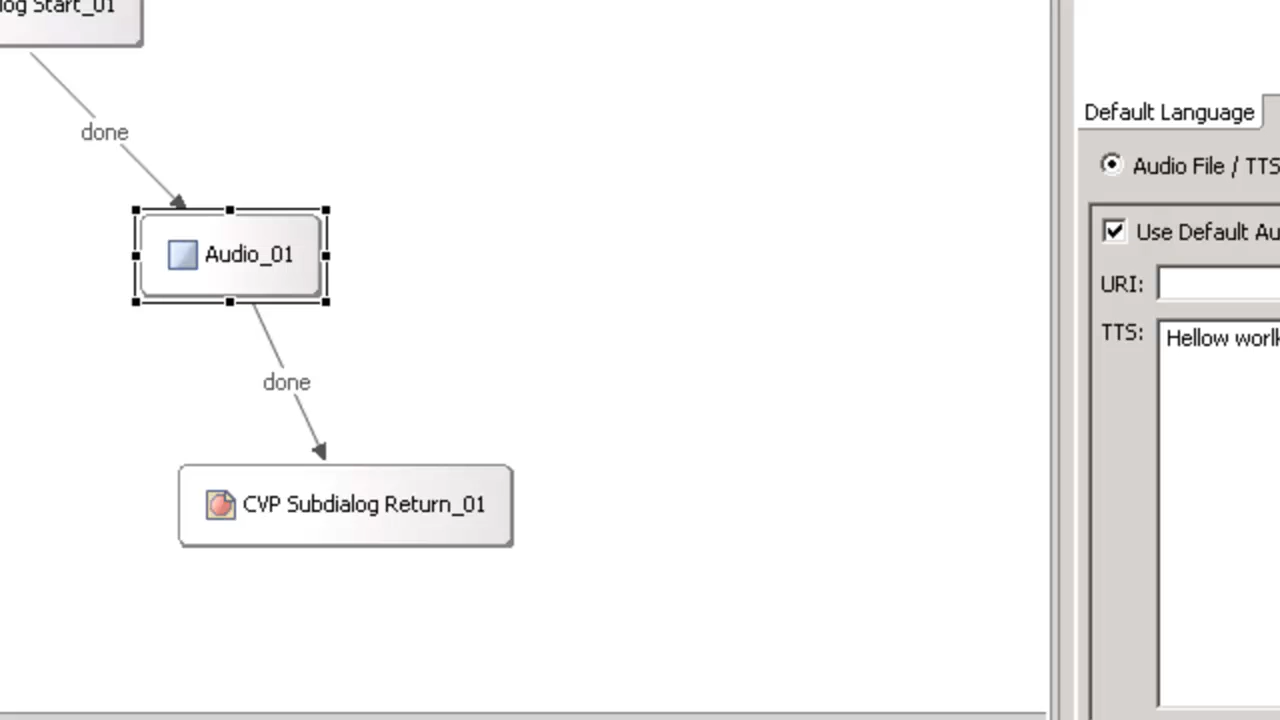 log Start_01
done
Audio_01
done
CVP Subdialog Return_01
Default Language
Audio File / TTS
Use Default Au
URI:
TTS:
Hellow worlk